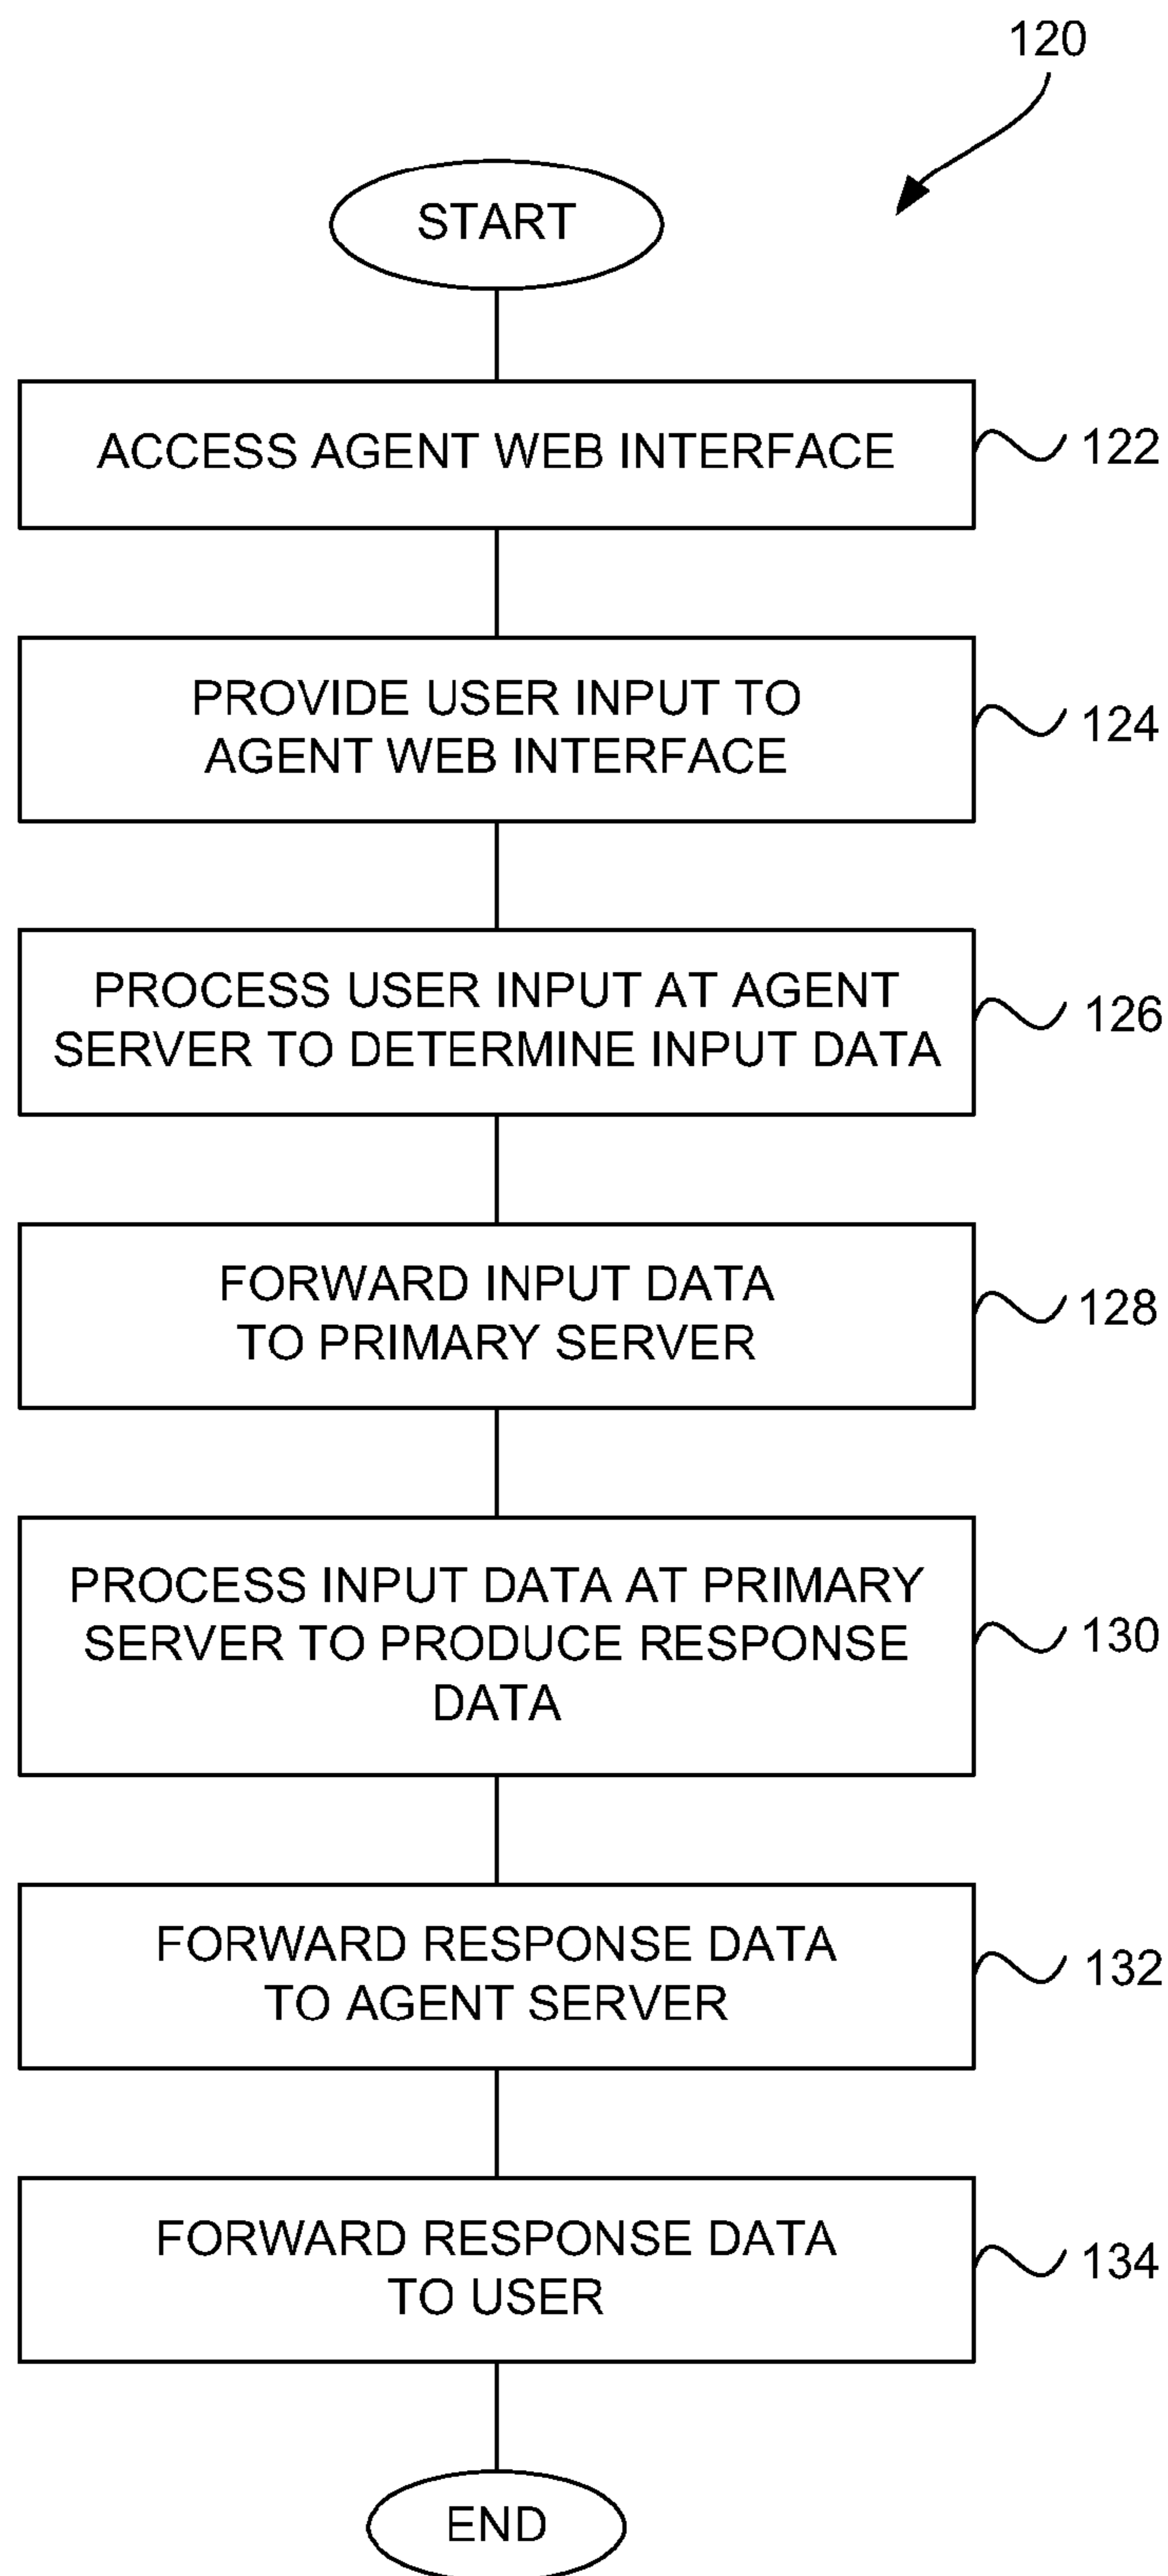 120
START
ACCESS AGENT WEB INTERFACE
122
PROVIDE USER INPUT TO
AGENT WEB INTERFACE
124
PROCESS USER INPUT AT AGENT
SERVER TO DETERMINE INPUT DATA
126
FORWARD INPUT DATA
TO PRIMARY SERVER
128
PROCESS INPUT DATA AT PRIMARY
SERVER TO PRODUCE RESPONSE
DATA
130
FORWARD RESPONSE DATA
TO AGENT SERVER
132
FORWARD RESPONSE DATA
TO USER
134
END